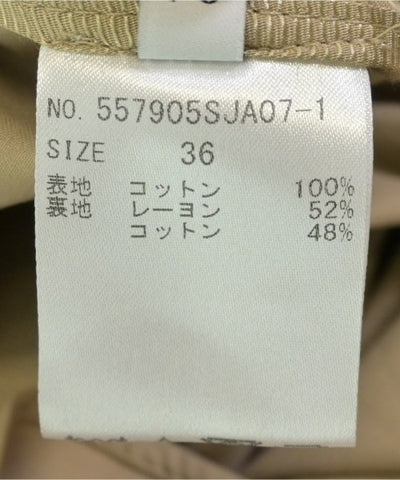 NO. 557905SJA07-1
SIZE 36
表地 コットン 100%
裏地 レーヨン 52%
コットン 48%